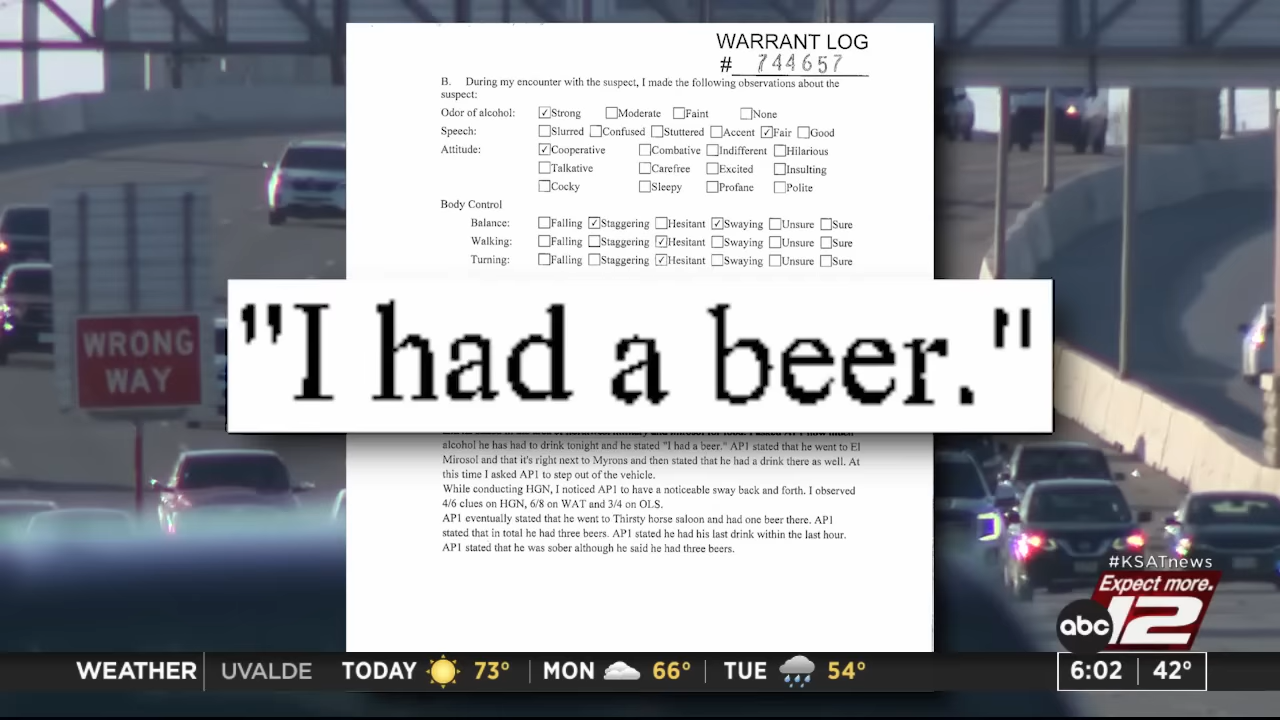 WARRANT LOG
# 744657
B. During my encounter with the suspect, I made the following observations about the
suspect:
Odor of alcohol: ☑Strong ☐Moderate ☐Faint ☐None
Speech: ☐Slurred ☐Confused ☐Stuttered ☐Accent ☑Fair ☐Good
Attitude: ☑Cooperative ☐Combative ☐Indifferent ☐Hilarious
☐Talkative ☐Carefree ☐Excited ☐Insulting
☐Cocky ☐Sleepy ☐Profane ☐Polite
Body Control
Balance: ☐Falling ☑Staggering ☐Hesitant ☑Swaying ☐Unsure ☐Sure
Walking: ☐Falling ☐Staggering ☑Hesitant ☐Swaying ☐Unsure ☐Sure
Turning: ☐Falling ☐Staggering ☑Hesitant ☐Swaying ☐Unsure ☐Sure
WRONG
WAY
"I had a beer."
alcohol he has had to drink tonight and he stated "I had a beer." AP1 stated that he went to El
Mirosol and that it's right next to Myrons and then stated that he had a drink there as well. At
this time I asked AP1 to step out of the vehicle.
While conducting HGN, I noticed AP1 to have a noticeable sway back and forth. I observed
4/6 clues on HGN, 6/8 on WAT and 3/4 on OLS.
AP1 eventually stated that he went to Thirsty horse saloon and had one beer there. AP1
stated that in total he had three beers. AP1 stated he had his last drink within the last hour.
AP1 stated that he was sober although he said he had three beers.
#KSATnews
Expect more.
abc 12
WEATHER UVALDE TODAY 73° MON 66° TUE 54° 6:02 42°